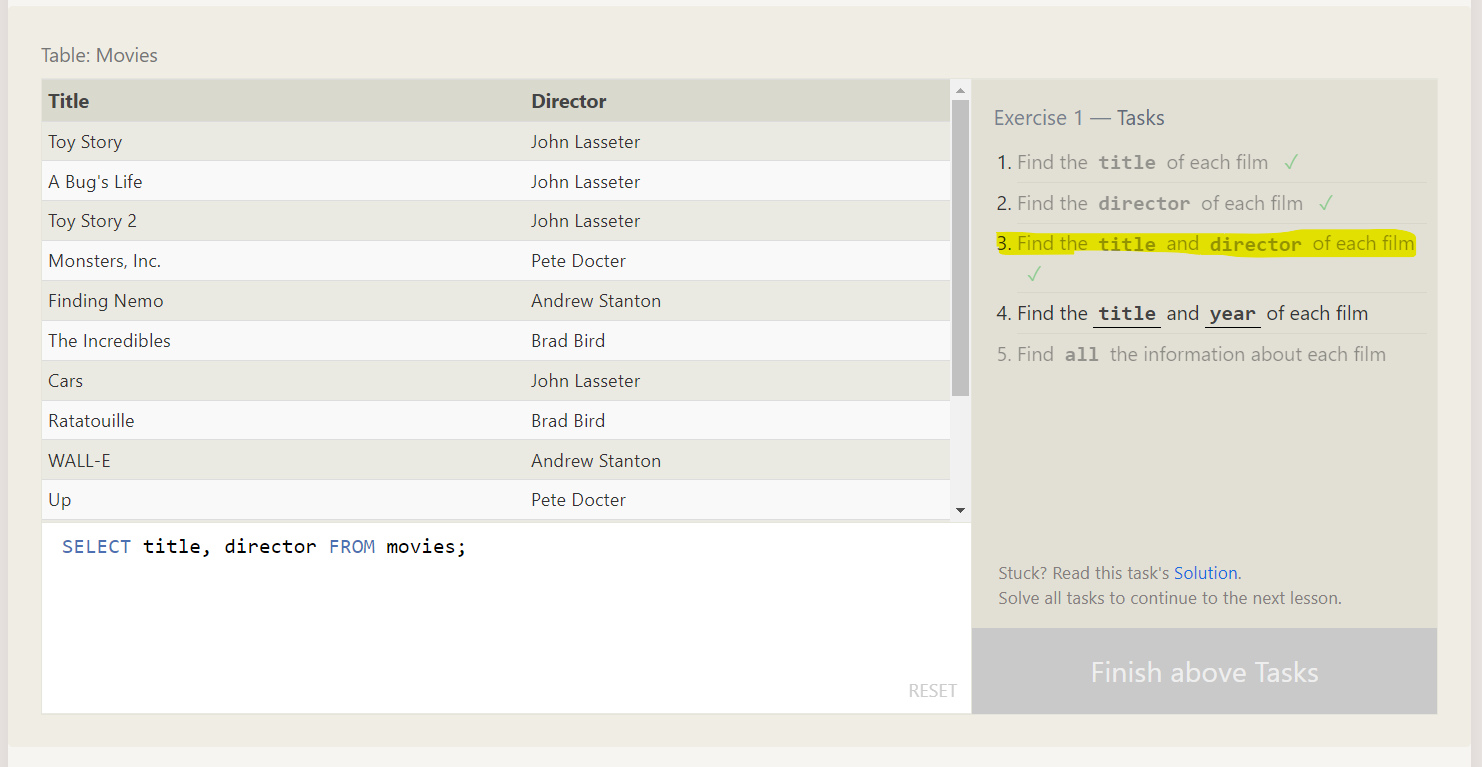 Table: Movies
Title Director
Toy Story John Lasseter
A Bug's Life John Lasseter
Toy Story 2 John Lasseter
Monsters, Inc. Pete Docter
Finding Nemo Andrew Stanton
The Incredibles Brad Bird
Cars John Lasseter
Ratatouille Brad Bird
WALL-E Andrew Stanton
Up Pete Docter
SELECT title, director FROM movies;
RESET
Exercise 1 — Tasks
1. Find the title of each film ✓
2. Find the director of each film ✓
3. Find the title and director of each film
✓
4. Find the title and year of each film
5. Find all the information about each film
Stuck? Read this task's Solution.
Solve all tasks to continue to the next lesson.
Finish above Tasks